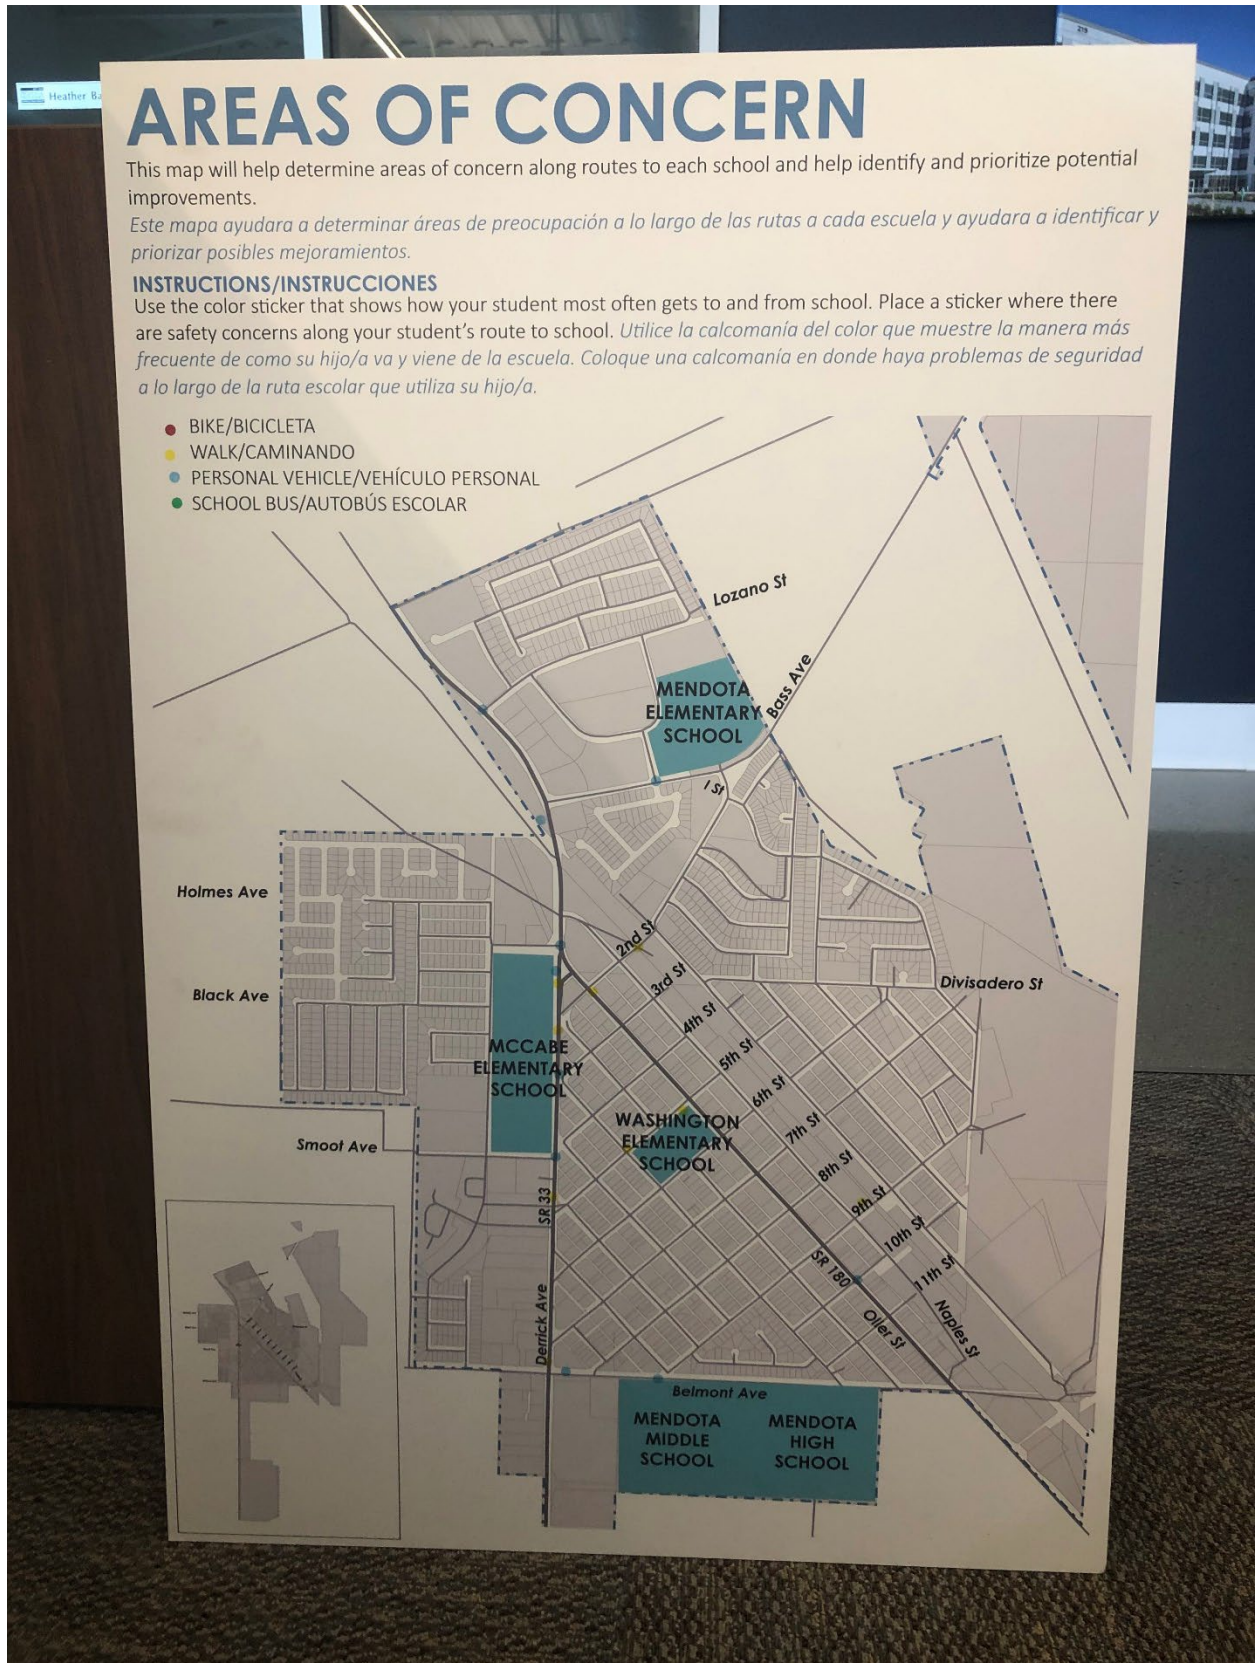 219
Heather Ba
AREAS OF CONCERN
This map will help determine areas of concern along routes to each school and help identify and prioritize potential
improvements.
Este mapa ayudara a determinar áreas de preocupación a lo largo de las rutas a cada escuela y ayudara a identificar y
priorizar posibles mejoramientos.
INSTRUCTIONS/INSTRUCCIONES
Use the color sticker that shows how your student most often gets to and from school. Place a sticker where there
are safety concerns along your student's route to school. Utilice la calcomanía del color que muestre la manera más
frecuente de como su hijo/a va y viene de la escuela. Coloque una calcomanía en donde haya problemas de seguridad
a lo largo de la ruta escolar que utiliza su hijo/a.
BIKE/BICICLETA
WALK/CAMINANDO
PERSONAL VEHICLE/VEHÍCULO PERSONAL
SCHOOL BUS/AUTOBÚS ESCOLAR
Lozano St
Bass Ave
MENDOTA
ELEMENTARY
SCHOOL
I St
Holmes Ave
2nd St
3rd St
Divisadero St
Black Ave
4th St
5th St
MCCABE
ELEMENTARY
SCHOOL
6th St
7th St
WASHINGTON
ELEMENTARY
SCHOOL
Smoot Ave
8th St
9th St
SR 33
10th St
SR 180
11th St
Derrick Ave
Oller St
Naples St
Belmont Ave
MENDOTA
MIDDLE
SCHOOL
MENDOTA
HIGH
SCHOOL